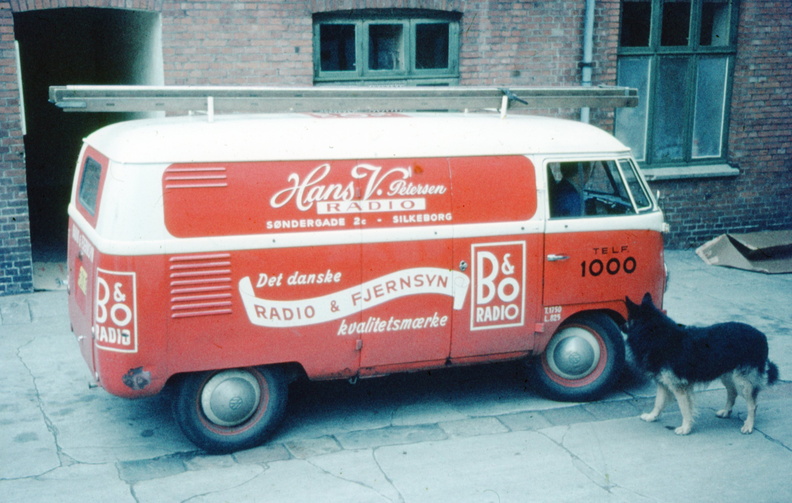 Hans V. Petersen
RADIO
SØNDERGADE 2c - SILKEBORG
Det danske
RADIO & FJERNSYN
kvalitetsmærke
B&O
RADIO
TELF.
1000
B&O
RADIO